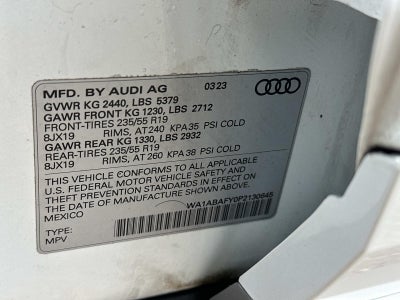 MFD. BY AUDI AG 03 23
GVWR KG 2440, LBS 5379
GAWR FRONT KG 1230, LBS 2712
FRONT-TIRES 235/55 R19
8JX19 RIMS, AT 240 KPA 35 PSI COLD
GAWR REAR KG 1330, LBS 2932
REAR-TIRES 235/55 R19
8JX19 RIMS, AT 260 KPA 38 PSI COLD
THIS VEHICLE CONFORMS TO ALL APPLICABLE
U.S. FEDERAL MOTOR VEHICLE SAFETY AND
THEFT PREVENTION STANDARDS IN EFFECT ON
THE DATE OF MANUFACTURE SHOWN ABOVE.
MEXICO WA1ABAFY0P2130645
TYPE:
MPV